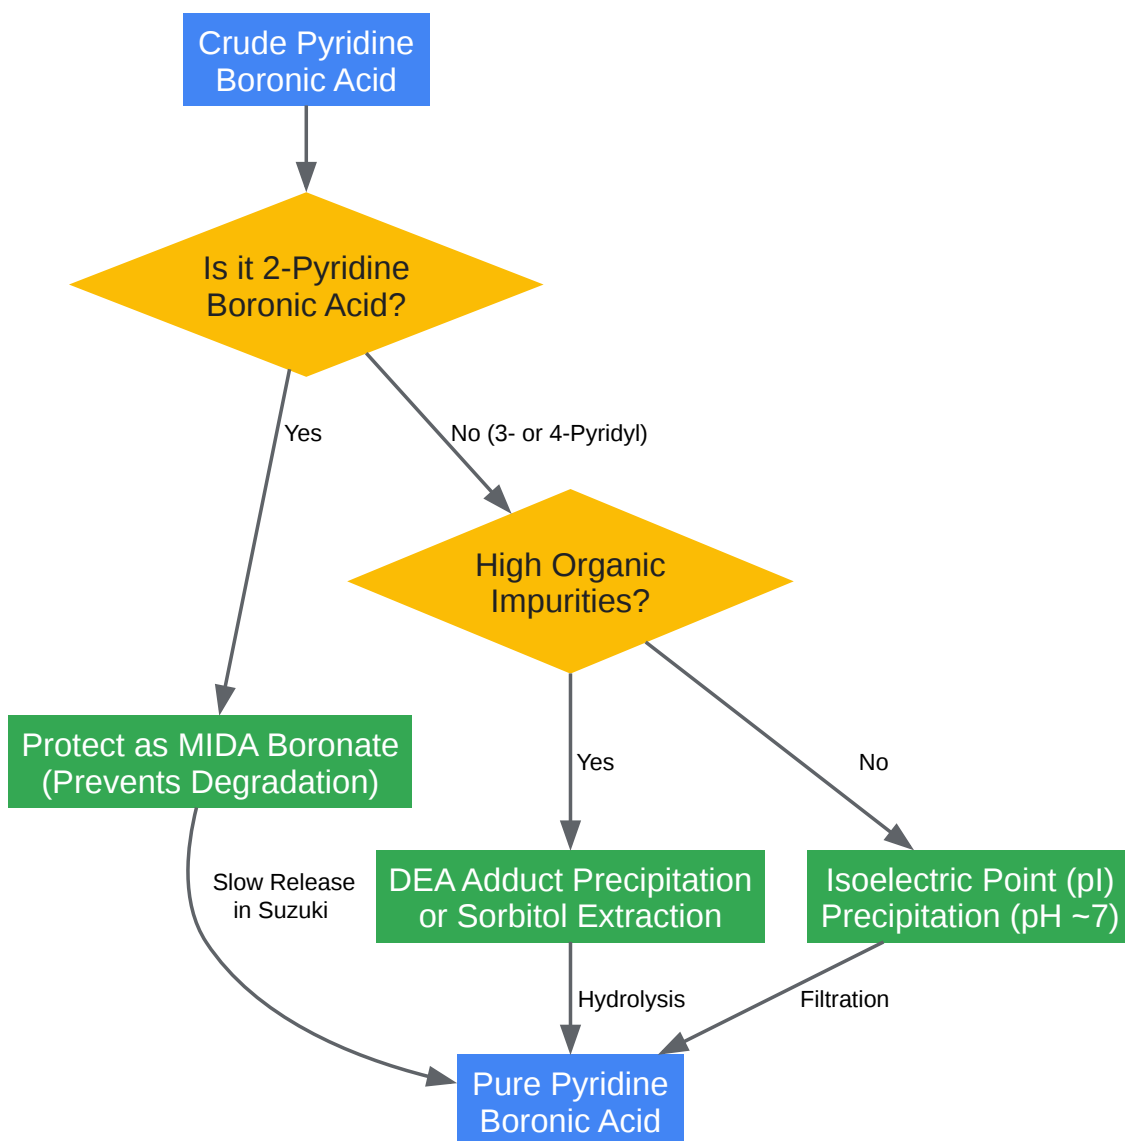 Crude Pyridine
Boronic Acid
Is it 2-Pyridine
Boronic Acid?
Yes
No (3- or 4-Pyridyl)
High Organic
Impurities?
Protect as MIDA Boronate
(Prevents Degradation)
Yes
No
Slow Release
in Suzuki
DEA Adduct Precipitation
or Sorbitol Extraction
Isoelectric Point (pI)
Precipitation (pH ~7)
Hydrolysis
Filtration
Pure Pyridine
Boronic Acid